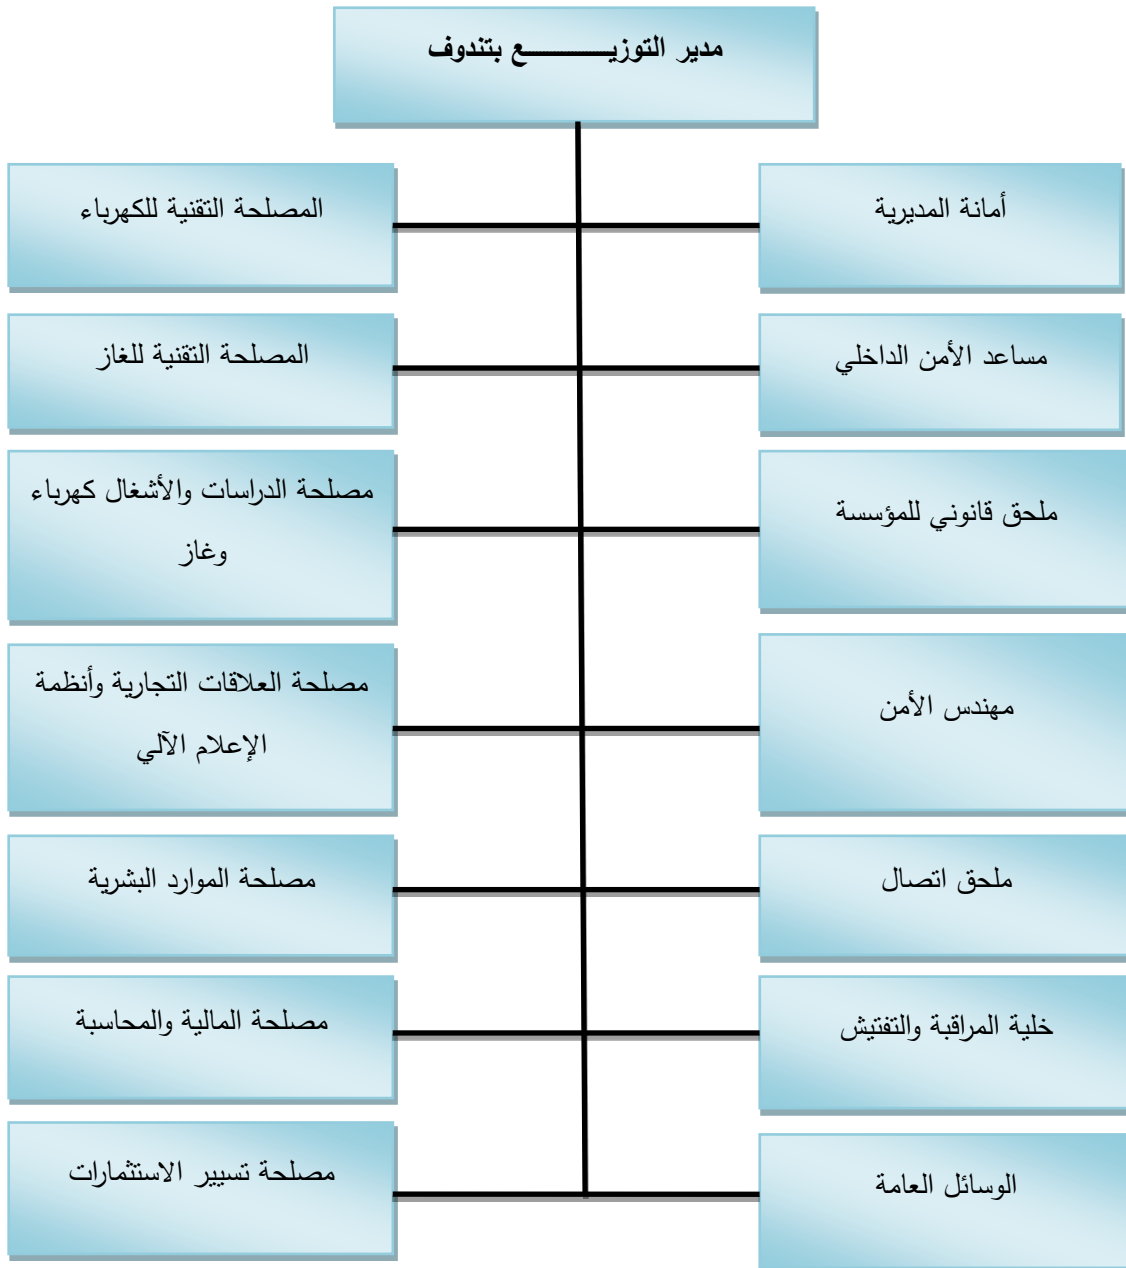 مدير التوزيـــــــــــع بتندوف
أمانة المديرية
المصلحة التقنية للكهرباء
مساعد الأمن الداخلي
المصلحة التقنية للغاز
ملحق قانوني للمؤسسة
مصلحة الدراسات والأشغال كهرباء
وغاز
مهندس الأمن
مصلحة العلاقات التجارية وأنظمة
الإعلام الآلي
ملحق اتصال
مصلحة الموارد البشرية
خلية المراقبة والتفتيش
مصلحة المالية والمحاسبة
الوسائل العامة
مصلحة تسيير الاستثمارات